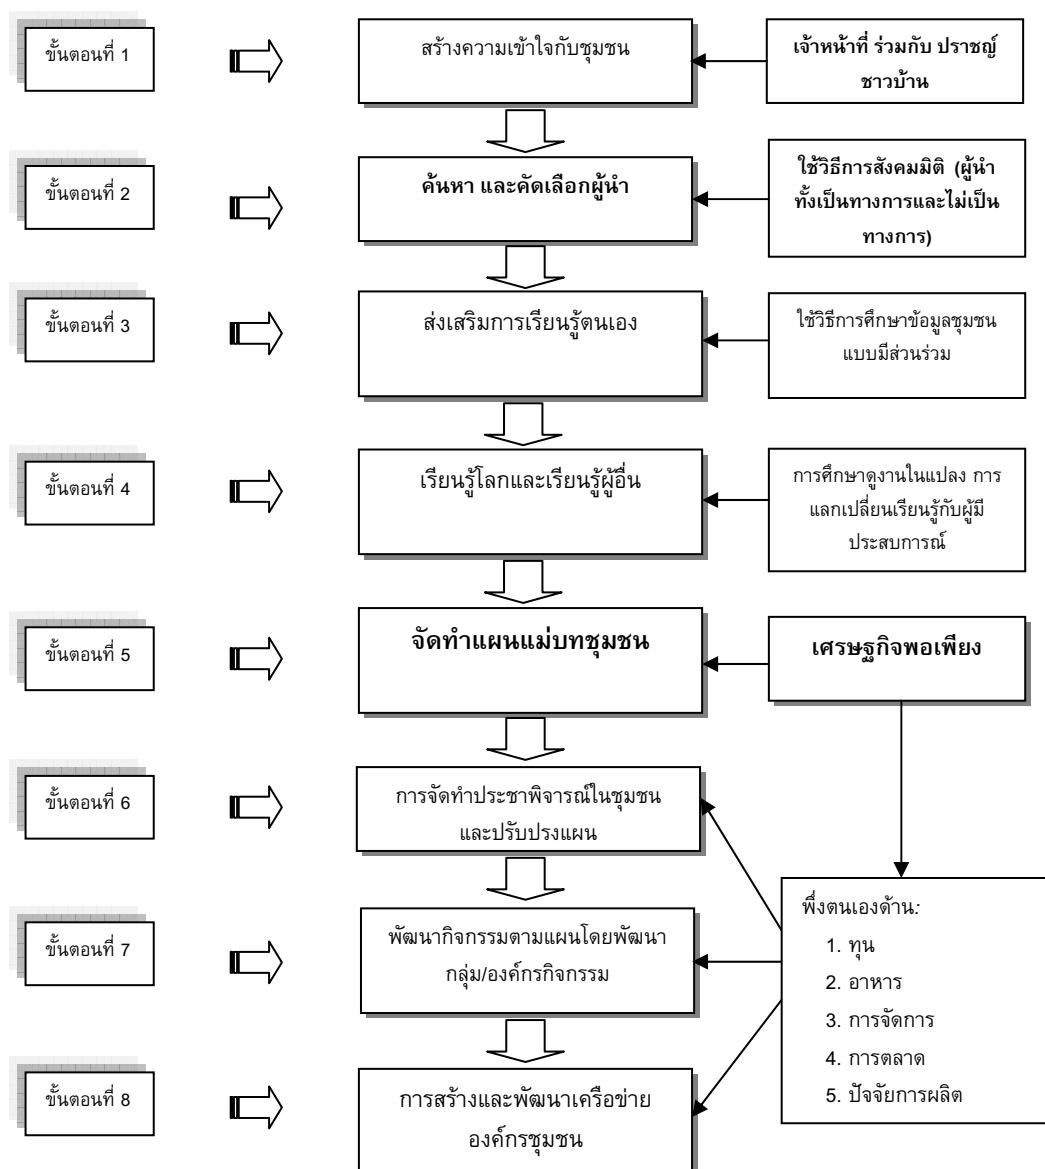 ขั้นตอนที่ 1
สร้างความเข้าใจกับชุมชน
เจ้าหน้าที่ ร่วมกับ ปราชญ์
ชาวบ้าน
ขั้นตอนที่ 2
ค้นหา และคัดเลือกผู้นำ
ใช้วิธีการสังคมมิติ (ผู้นำ
ทั้งเป็นทางการและไม่เป็น
ทางการ)
ขั้นตอนที่ 3
ส่งเสริมการเรียนรู้ตนเอง
ใช้วิธีการศึกษาข้อมูลชุมชน
แบบมีส่วนร่วม
ขั้นตอนที่ 4
เรียนรู้โลกและเรียนรู้ผู้อื่น
การศึกษาดูงานในแปลง การ
แลกเปลี่ยนเรียนรู้กับผู้มี
ประสบการณ์
ขั้นตอนที่ 5
จัดทำแผนแม่บทชุมชน
เศรษฐกิจพอเพียง
ขั้นตอนที่ 6
การจัดทำประชาพิจารณ์ในชุมชน
และปรับปรงแผน
ขั้นตอนที่ 7
พัฒนากิจกรรมตามแผนโดยพัฒนา
กลุ่ม/องค์กรกิจกรรม
พึ่งตนเองด้าน:
1. ทุน
2. อาหาร
3. การจัดการ
4. การตลาด
5. ปัจจัยการผลิต
ขั้นตอนที่ 8
การสร้างและพัฒนาเครือข่าย
องค์กรชุมชน